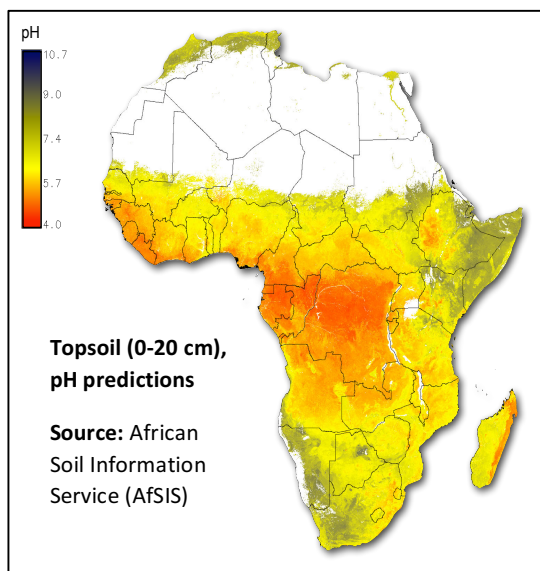 pH
10.7
9.0
7.4
5.7
4.0
Topsoil (0-20 cm),
pH predictions
Source: African
Soil Information
Service (AfSIS)